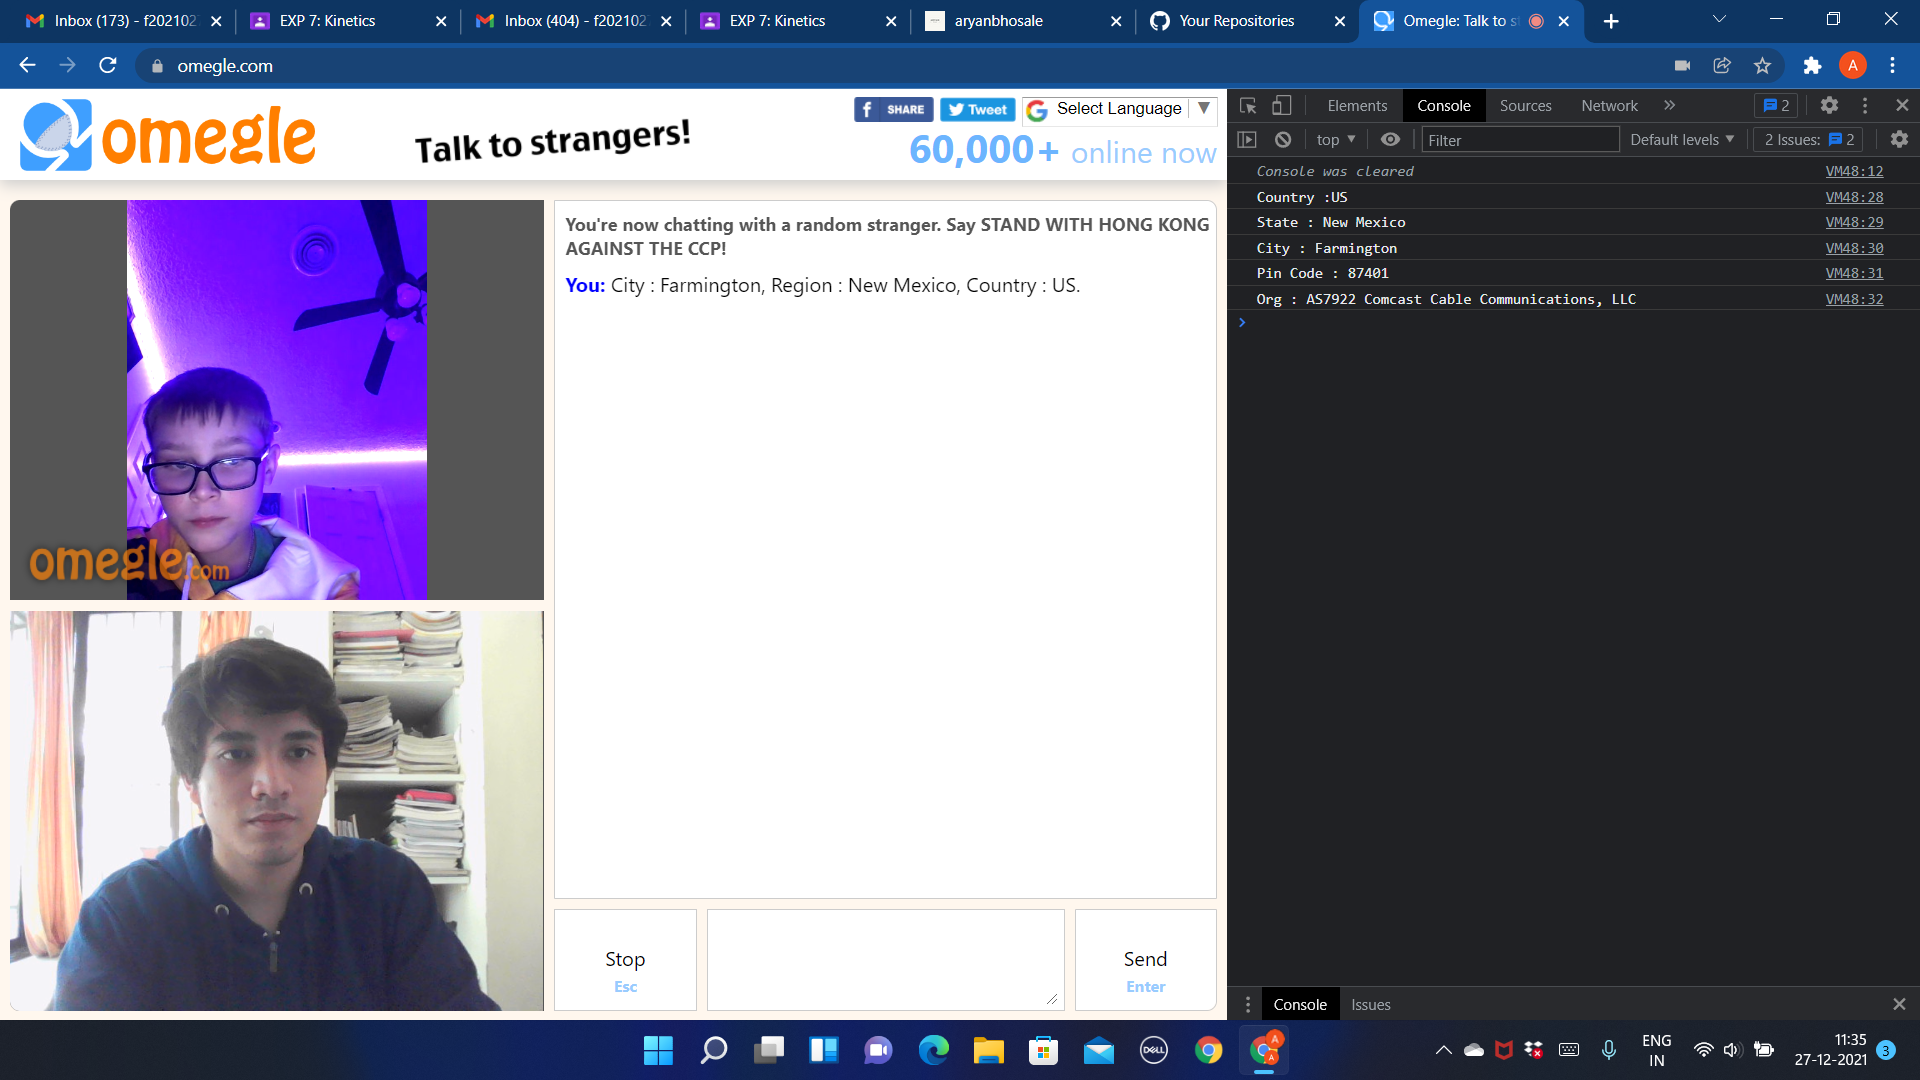 Inbox (173) - f202102
EXP 7: Kinetics
Inbox (404) - f202102
EXP 7: Kinetics
aryanbhosale
Your Repositories
Omegle: Talk to s
omegle.com
A
omegle
Talk to strangers!
SHARE
Tweet
Select Language
60,000+ online now
You're now chatting with a random stranger. Say STAND WITH HONG KONG
AGAINST THE CCP!
You: City : Farmington, Region : New Mexico, Country : US.
omegle.com
Stop
Esc
Send
Enter
Elements
Console
Sources
Network
2
top
Filter
Default levels
2 Issues: 2
Console was cleared VM48:12
Country :US VM48:28
State : New Mexico VM48:29
City : Farmington VM48:30
Pin Code : 87401 VM48:31
Org : AS7922 Comcast Cable Communications, LLC VM48:32
Console
Issues
DELL
A
A
ENG
IN
11:35
27-12-2021
3